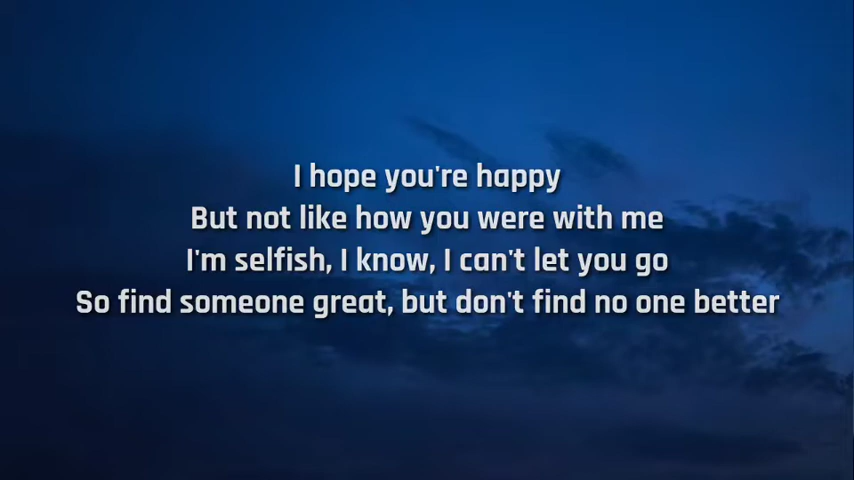 I hope you're happy
But not like how you were with me
I'm selfish, I know, I can't let you go
So find someone great, but don't find no one better